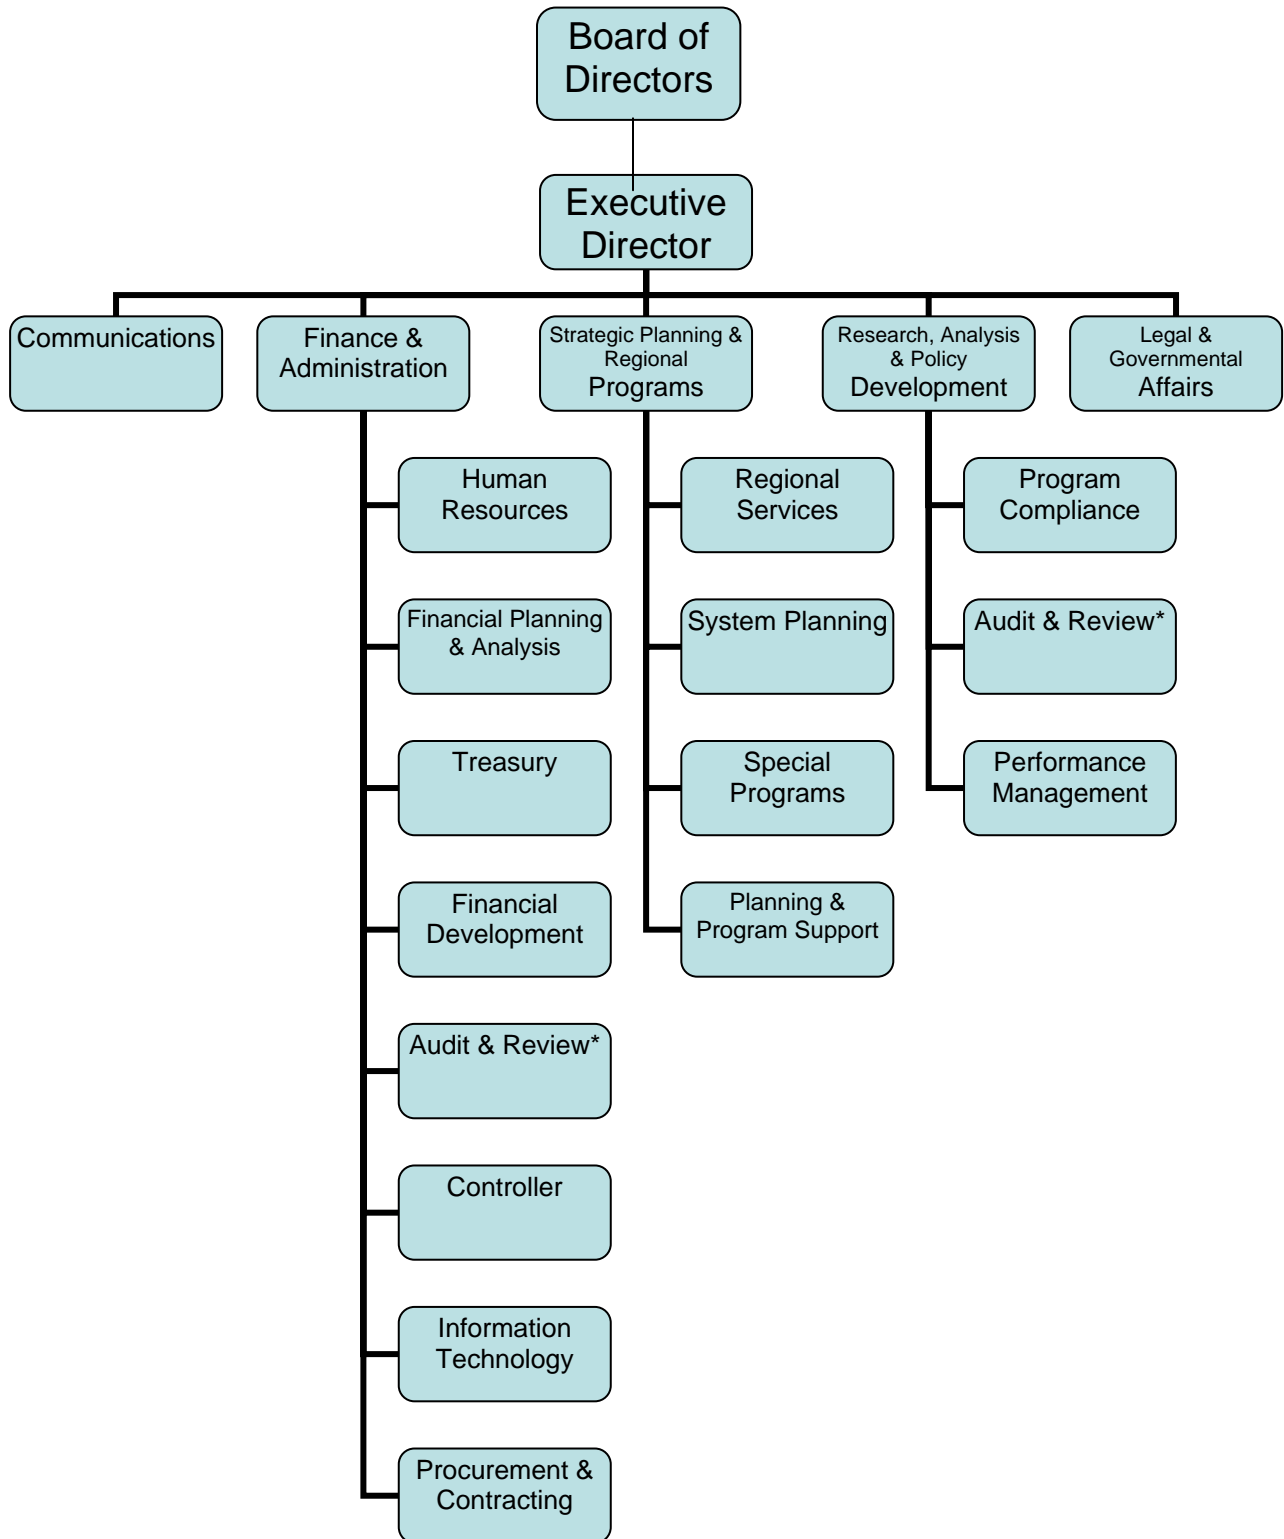 Board of
Directors
Executive
Director
Communications
Finance &
Administration
Strategic Planning &
Regional
Programs
Research, Analysis
& Policy
Development
Legal &
Governmental
Affairs
Human
Resources
Regional
Services
Program
Compliance
Financial Planning
& Analysis
System Planning
Audit & Review*
Treasury
Special
Programs
Performance
Management
Financial
Development
Planning &
Program Support
Audit & Review*
Controller
Information
Technology
Procurement &
Contracting